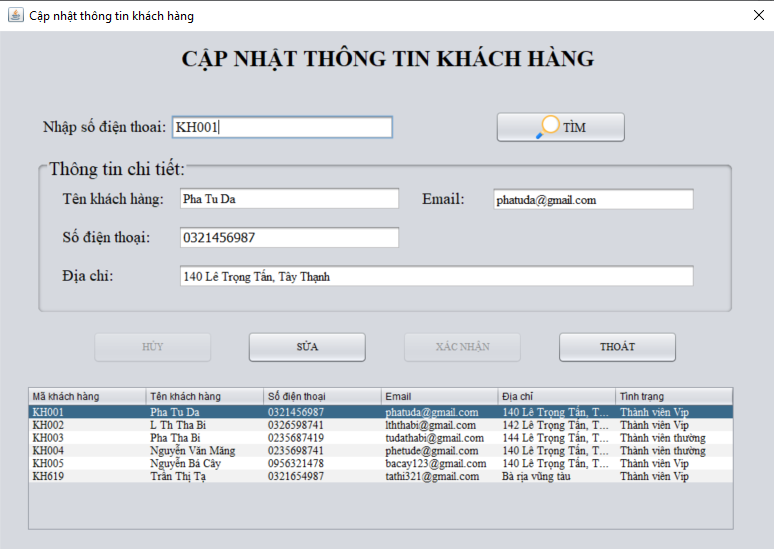 Cập nhật thông tin khách hàng
CẬP NHẬT THÔNG TIN KHÁCH HÀNG
Nhập số điện thoai: KH001 TÌM
Thông tin chi tiết:
Tên khách hàng: Pha Tu Da Email: phatuda@gmail.com
Số điện thoại: 0321456987
Địa chỉ: 140 Lê Trọng Tấn, Tây Thạnh
HỦY SỬA XÁC NHẬN THOÁT
Mã khách hàng Tên khách hàng Số điện thoại Email Địa chỉ Tình trạng
KH001 Pha Tu Da 0321456987 phatuda@gmail.com 140 Lê Trọng Tấn, T... Thành viên Vip
KH002 L Th Tha Bi 0326598741 lththabi@gmail.com 142 Lê Trọng Tấn, T... Thành viên Vip
KH003 Pha Tha Bi 0235687419 tudathabi@gmail.com 144 Lê Trọng Tấn, T... Thành viên thường
KH004 Nguyễn Văn Măng 0235698741 phetude@gmail.com 140 Lê Trọng Tấn, T... Thành viên thường
KH005 Nguyễn Bá Cây 0956321478 bacay123@gmail.com 140 Lê Trọng Tấn, T... Thành viên Vip
KH619 Trần Thị Tạ 0321654987 tathi321@gmail.com Bà rịa vũng tàu Thành viên Vip